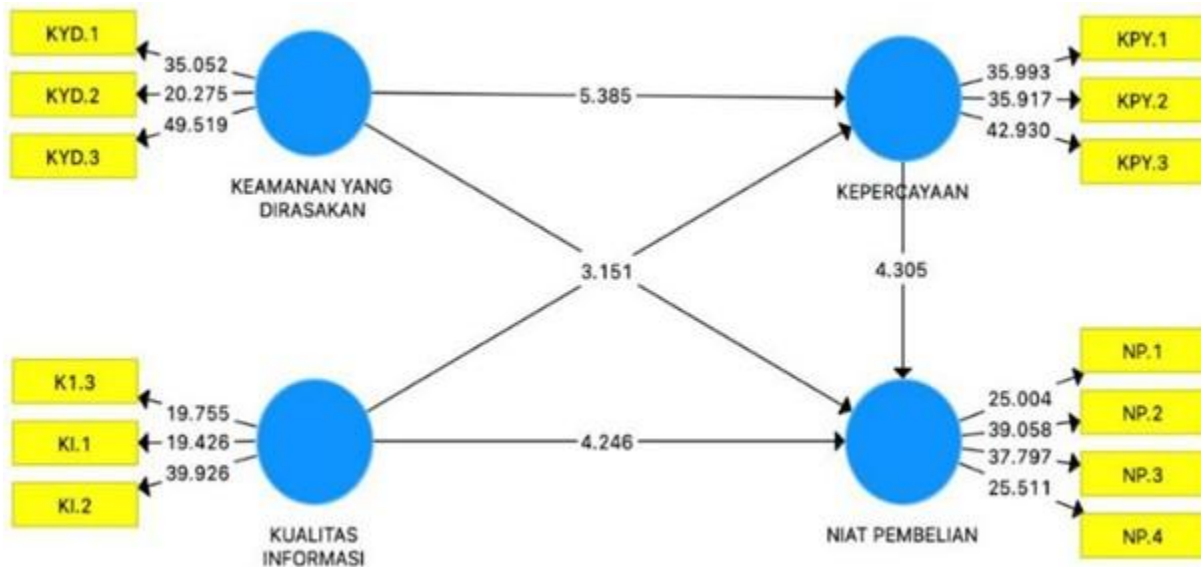 KYD.1
KYD.2
KYD.3
35.052
20.275
49.519
KEAMANAN YANG
DIRASAKAN
5.385
KPY.1
KPY.2
KPY.3
35.993
35.917
42.930
KEPERCAYAAN
3.151
4.305
K1.3
KI.1
KI.2
19.755
19.426
39.926
KUALITAS
INFORMASI
4.246
NP.1
NP.2
NP.3
NP.4
25.004
39.058
37.797
25.511
NIAT PEMBELIAN